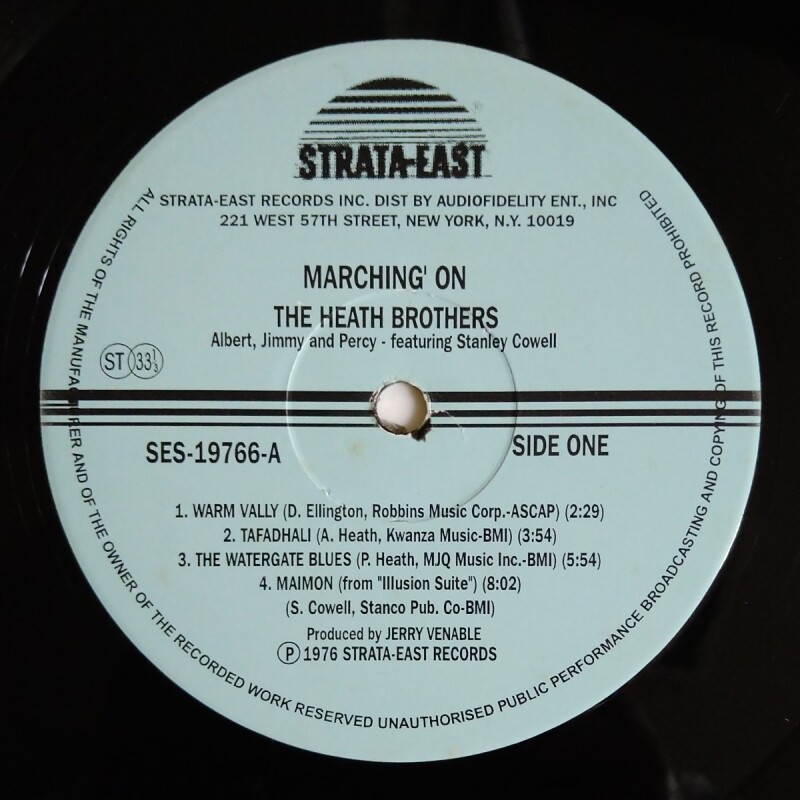 STRATA-EAST
STRATA-EAST RECORDS INC. DIST BY AUDIOFIDELITY ENT., INC
221 WEST 57TH STREET, NEW YORK, N.Y. 10019
MARCHING' ON
THE HEATH BROTHERS
Albert, Jimmy and Percy - featuring Stanley Cowell
ST 33⅓
SES-19766-A
SIDE ONE
1. WARM VALLY (D. Ellington, Robbins Music Corp.-ASCAP) (2:29)
2. TAFADHALI (A. Heath, Kwanza Music-BMI) (3:54)
3. THE WATERGATE BLUES (P. Heath, MJQ Music Inc.-BMI) (5:54)
4. MAIMON (from "Illusion Suite") (8:02)
(S. Cowell, Stanco Pub. Co-BMI)
Produced by JERRY VENABLE
Ⓟ 1976 STRATA-EAST RECORDS
ALL RIGHTS OF THE MANUFACTURER AND OF THE OWNER OF THE RECORDED WORK RESERVED UNAUTHORISED PUBLIC PERFORMANCE BROADCASTING AND COPYING OF THIS RECORD PROHIBITED